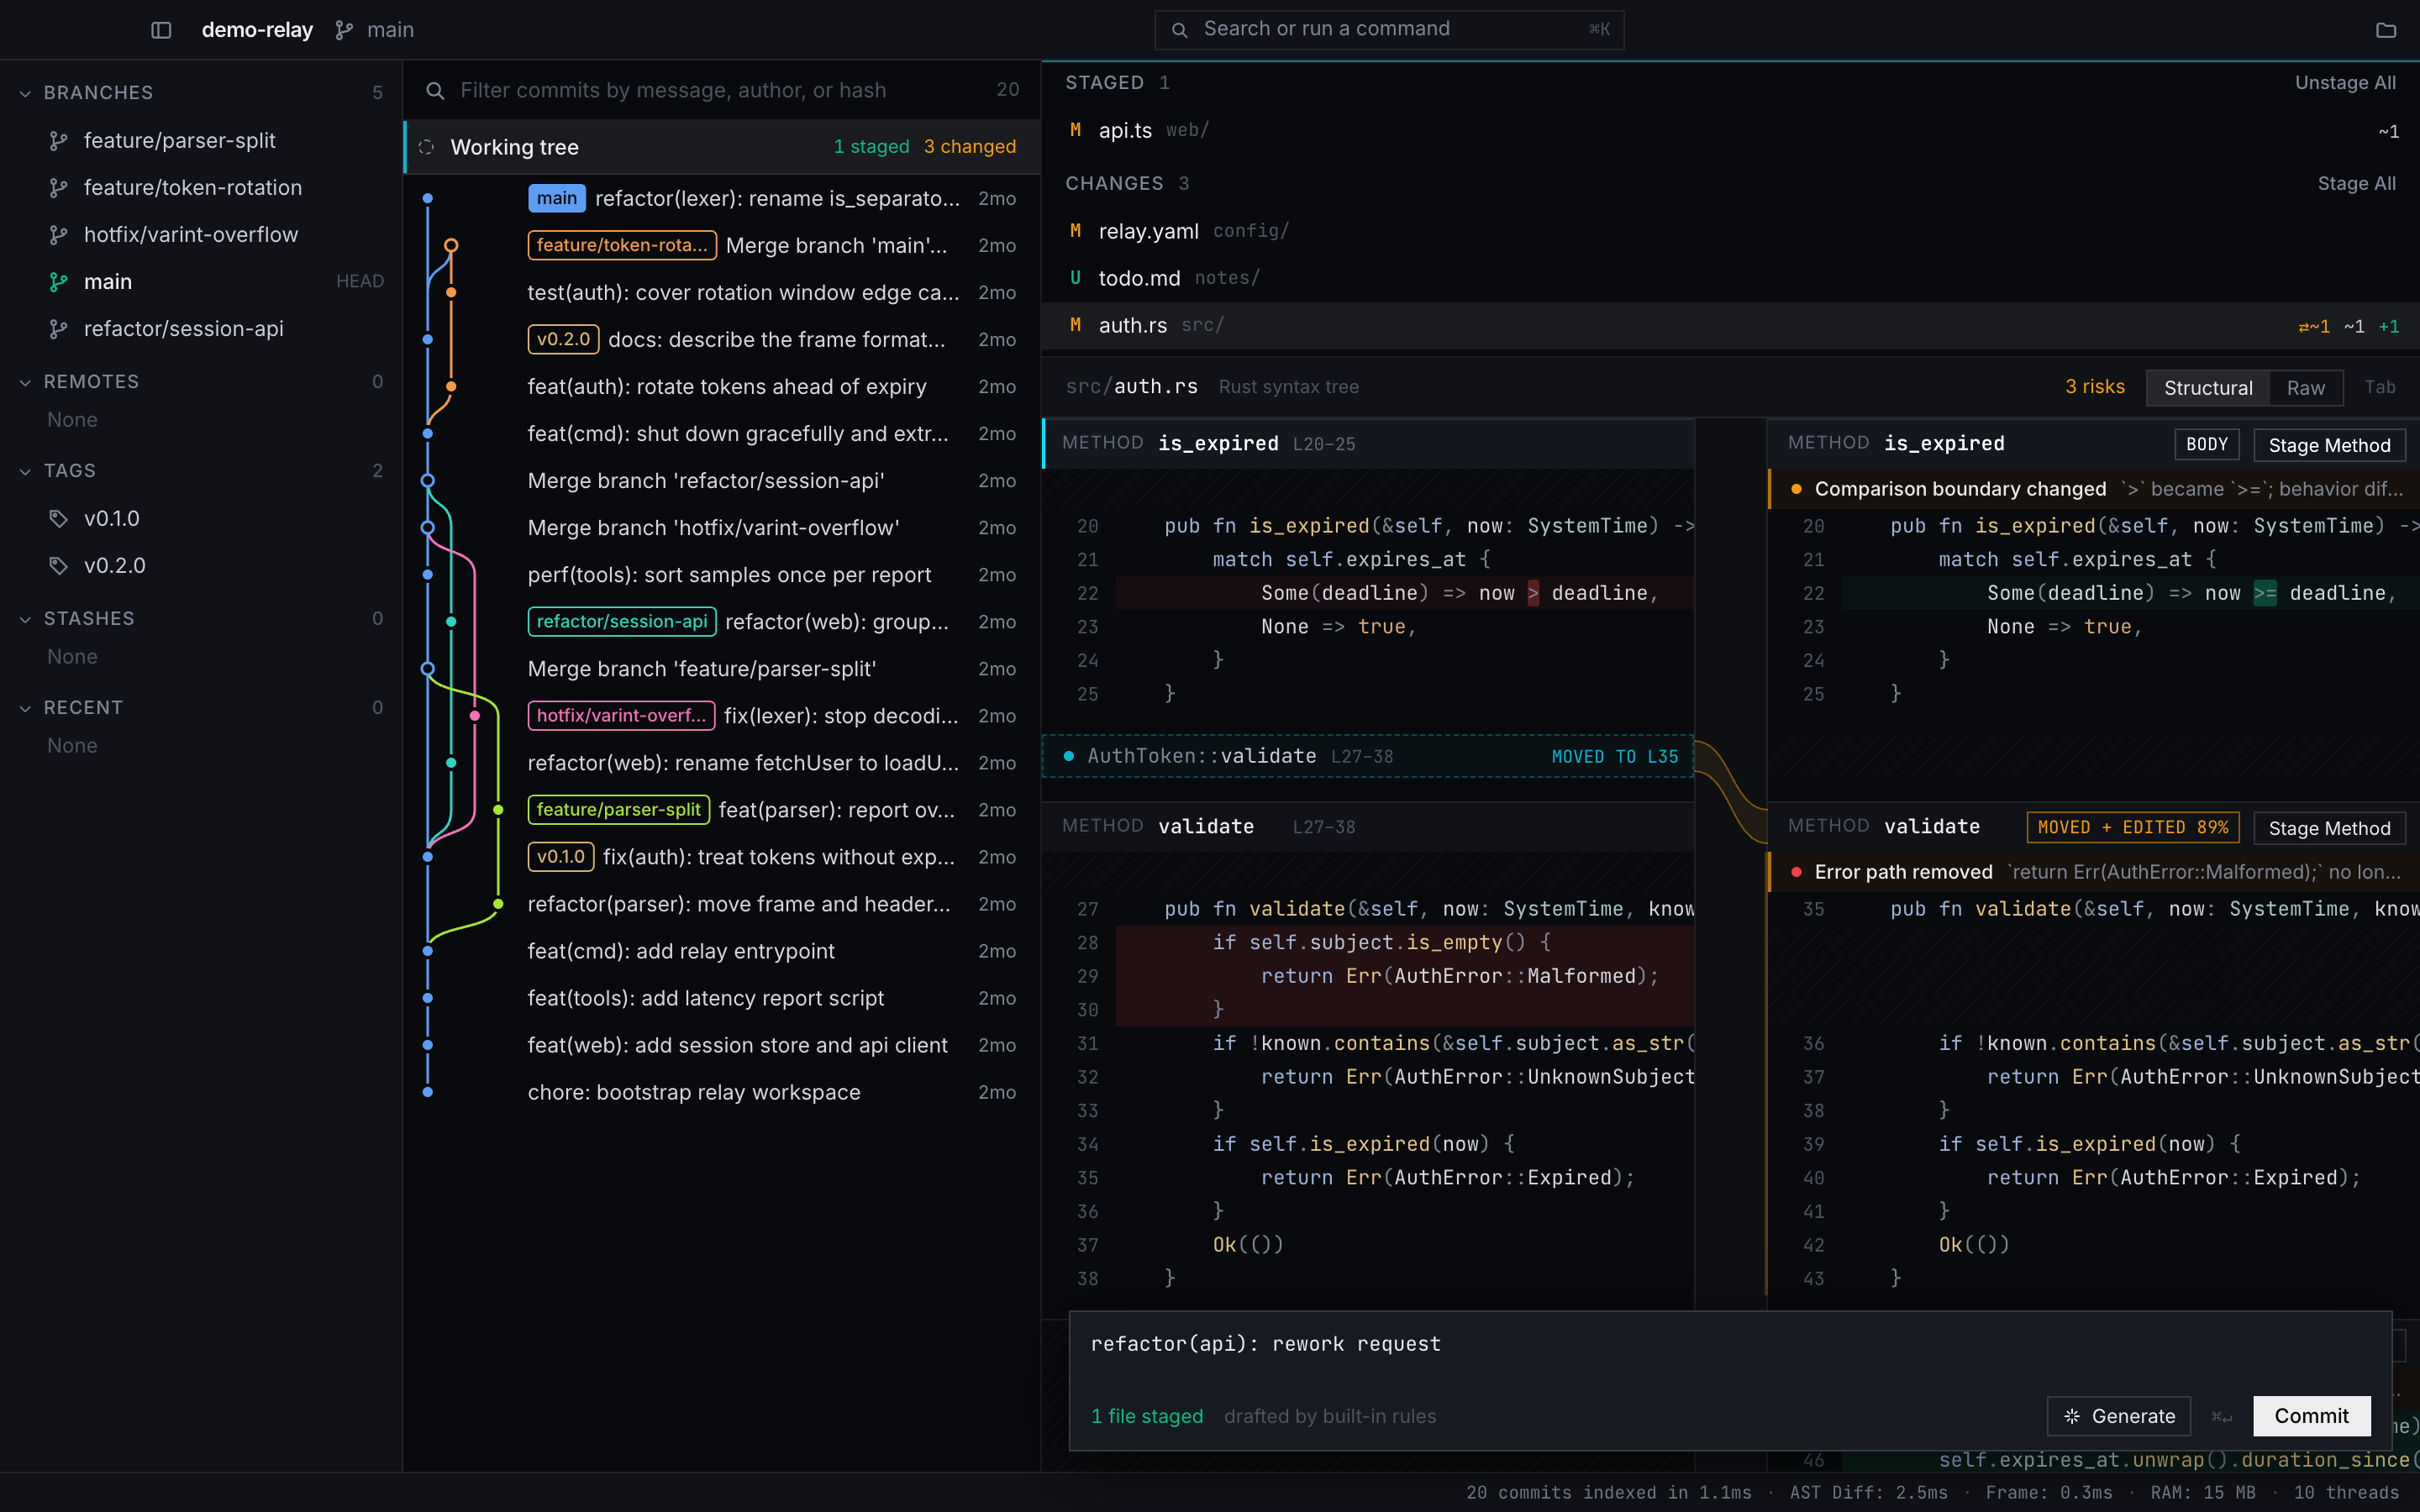 demo-relay main
Search or run a command ⌘K
BRANCHES 5
feature/parser-split
feature/token-rotation
hotfix/varint-overflow
main HEAD
refactor/session-api
REMOTES 0
None
TAGS 2
v0.1.0
v0.2.0
STASHES 0
None
RECENT 0
None
Filter commits by message, author, or hash 20
Working tree 1 staged 3 changed
main refactor(lexer): rename is_separato... 2mo
feature/token-rota... Merge branch 'main'... 2mo
test(auth): cover rotation window edge ca... 2mo
v0.2.0 docs: describe the frame format... 2mo
feat(auth): rotate tokens ahead of expiry 2mo
feat(cmd): shut down gracefully and extr... 2mo
Merge branch 'refactor/session-api' 2mo
Merge branch 'hotfix/varint-overflow' 2mo
perf(tools): sort samples once per report 2mo
refactor/session-api refactor(web): group... 2mo
Merge branch 'feature/parser-split' 2mo
hotfix/varint-overf... fix(lexer): stop decodi... 2mo
refactor(web): rename fetchUser to loadU... 2mo
feature/parser-split feat(parser): report ov... 2mo
v0.1.0 fix(auth): treat tokens without exp... 2mo
refactor(parser): move frame and header... 2mo
feat(cmd): add relay entrypoint 2mo
feat(tools): add latency report script 2mo
feat(web): add session store and api client 2mo
chore: bootstrap relay workspace 2mo
STAGED 1 Unstage All
M api.ts web/ ~1
CHANGES 3 Stage All
M relay.yaml config/
U todo.md notes/
M auth.rs src/ ⇄~1 ~1 +1
src/auth.rs Rust syntax tree 3 risks Structural Raw Tab
METHOD is_expired L20–25
20 pub fn is_expired(&self, now: SystemTime) ->
21 match self.expires_at {
22 Some(deadline) => now > deadline,
23 None => true,
24 }
25 }
AuthToken::validate L27–38 MOVED TO L35
METHOD validate L27–38
27 pub fn validate(&self, now: SystemTime, know
28 if self.subject.is_empty() {
29 return Err(AuthError::Malformed);
30 }
31 if !known.contains(&self.subject.as_str(
32 return Err(AuthError::UnknownSubject
33 }
34 if self.is_expired(now) {
35 return Err(AuthError::Expired);
36 }
37 Ok(())
38 }
METHOD is_expired BODY Stage Method
Comparison boundary changed `>` became `>=`; behavior dif...
20 pub fn is_expired(&self, now: SystemTime) ->
21 match self.expires_at {
22 Some(deadline) => now >= deadline,
23 None => true,
24 }
25 }
METHOD validate MOVED + EDITED 89% Stage Method
Error path removed `return Err(AuthError::Malformed);` no lon...
35 pub fn validate(&self, now: SystemTime, know
36 if !known.contains(&self.subject.as_str(
37 return Err(AuthError::UnknownSubject
38 }
39 if self.is_expired(now) {
40 return Err(AuthError::Expired);
41 }
42 Ok(())
43 }
refactor(api): rework request
1 file staged drafted by built-in rules Generate ⌘↵ Commit
46 self.expires_at.unwrap().duration_since(
20 commits indexed in 1.1ms · AST Diff: 2.5ms · Frame: 0.3ms · RAM: 15 MB · 10 threads